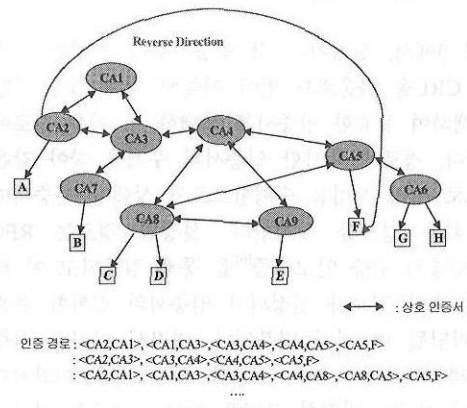 Reverse Direction
CA1
CA2
CA3
CA4
CA5
CA6
CA7
CA8
CA9
A
B
C
D
E
F
G
H
: 상호 인증서
인증 경로 : <CA2,CA1>, <CA1,CA3>, <CA3,CA4>, <CA4,CA5>, <CA5,F>
: <CA2,CA3>, <CA3,CA4>, <CA4,CA5>, <CA5,F>
: <CA2,CA1>, <CA1,CA3>, <CA3,CA4>, <CA4,CA8>, <CA8,CA5>, <CA5,F>
....